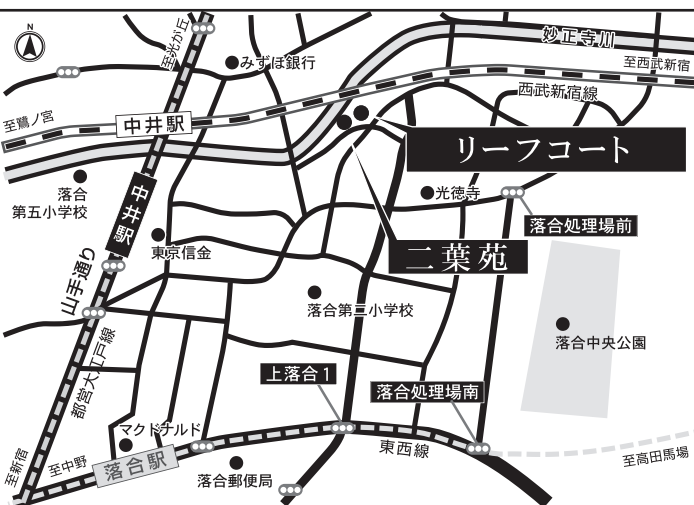 N
至光が丘
みずほ銀行
妙正寺川
至西武新宿
西武新宿線
至鷺ノ宮
中井駅
リーフコート
落合
第五小学校
中井駅
光徳寺
落合処理場前
東京信金
二葉苑
山手通り
落合第二小学校
落合中央公園
都営大江戸線
上落合1
落合処理場南
マクドナルド
東西線
至新宿
至中野
落合駅
落合郵便局
至高田馬場